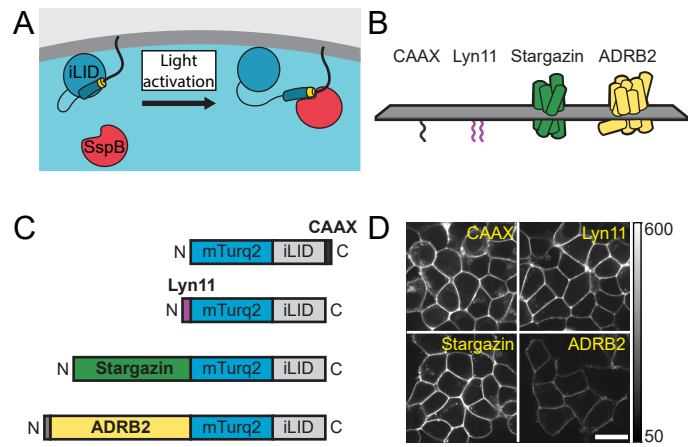 A
iLID
Light
activation
SspB
B
CAAX Lyn11 Stargazin ADRB2
C
CAAX
N mTurq2 iLID C
Lyn11
N mTurq2 iLID C
N Stargazin mTurq2 iLID C
N ADRB2 mTurq2 iLID C
D
CAAX Lyn11 600
Stargazin ADRB2
50